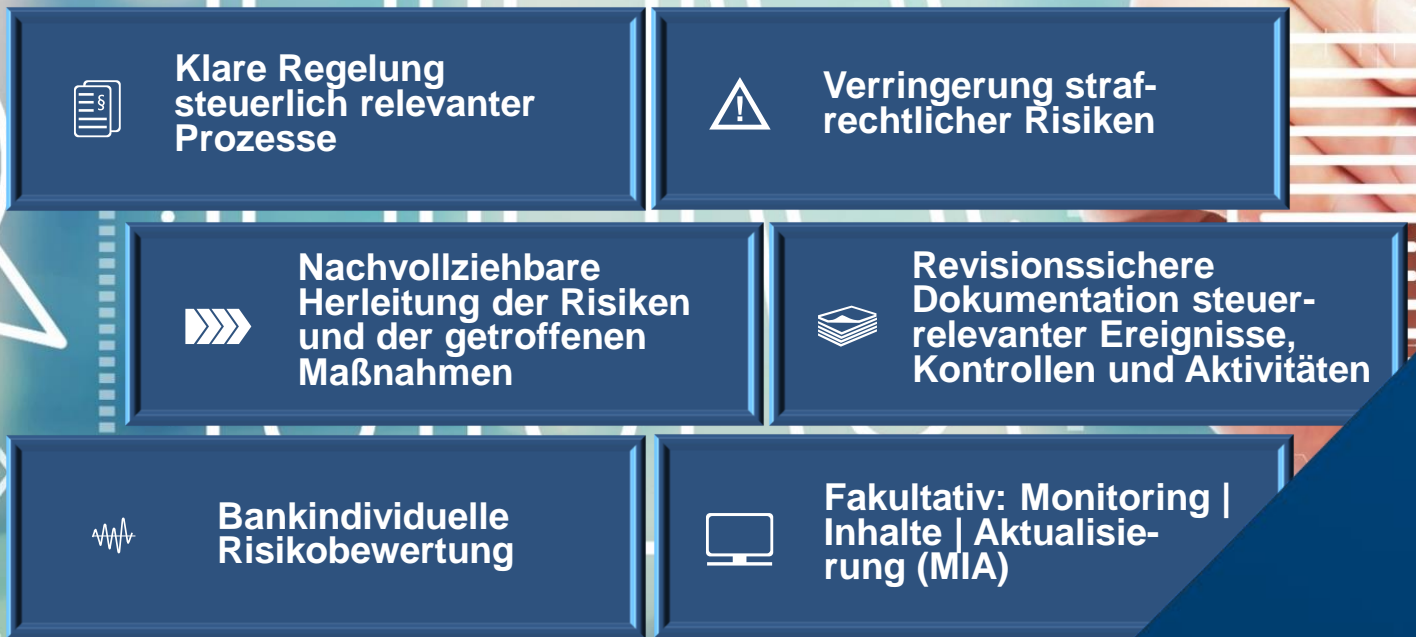 Klare Regelung
steuerlich relevanter
Prozesse
Verringerung straf-
rechtlicher Risiken
Nachvollziehbare
Herleitung der Risiken
und der getroffenen
Maßnahmen
Revisionssichere
Dokumentation steuer-
relevanter Ereignisse,
Kontrollen und Aktivitäten
Bankindividuelle
Risikobewertung
Fakultativ: Monitoring |
Inhalte | Aktualisie-
rung (MIA)